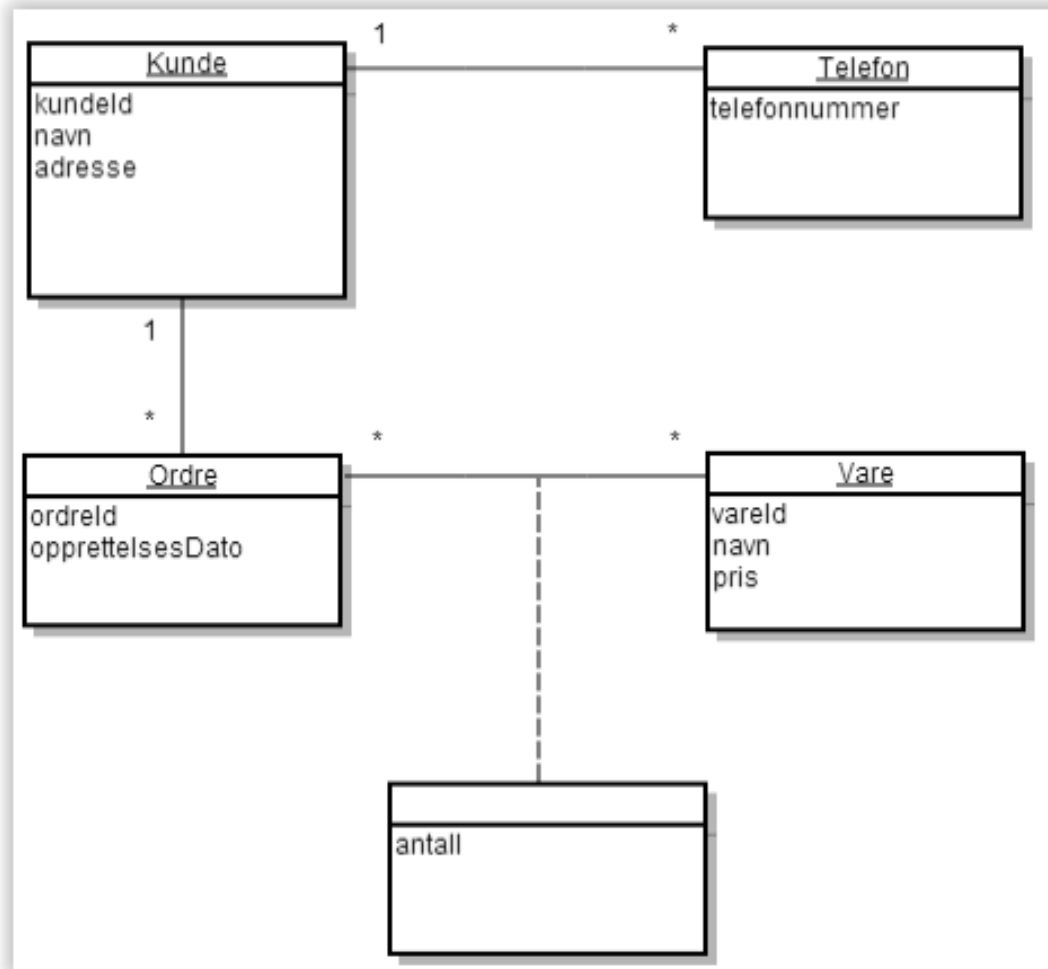 1 *
Kunde
kundeId
navn
adresse
Telefon
telefonnummer
1
*
* *
Ordre
ordreId
opprettelsesDato
Vare
vareId
navn
pris
antall